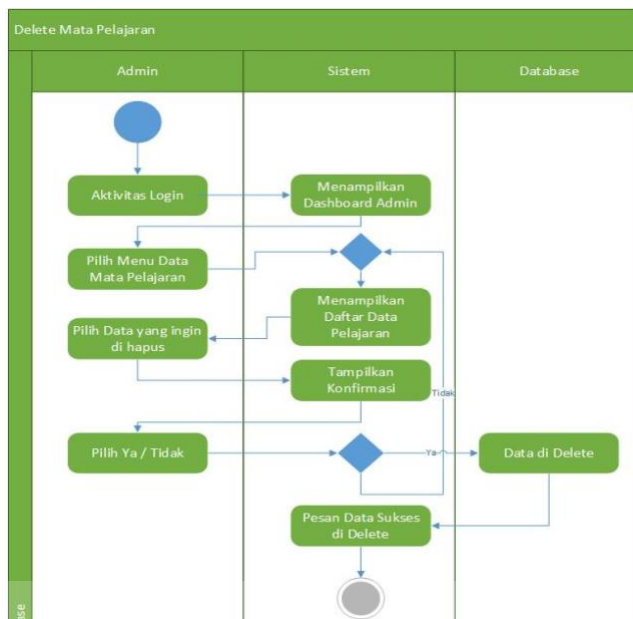 Delete Mata Pelajaran
Admin
Sistem
Database
Aktivitas Login
Menampilkan
Dashboard Admin
Pilih Menu Data
Mata Pelajaran
Menampilkan
Daftar Data
Pelajaran
Pilih Data yang ingin
di hapus
Tampilkan
Konfirmasi
Tidak
Pilih Ya / Tidak
Ya
Data di Delete
Pesan Data Sukses
di Delete